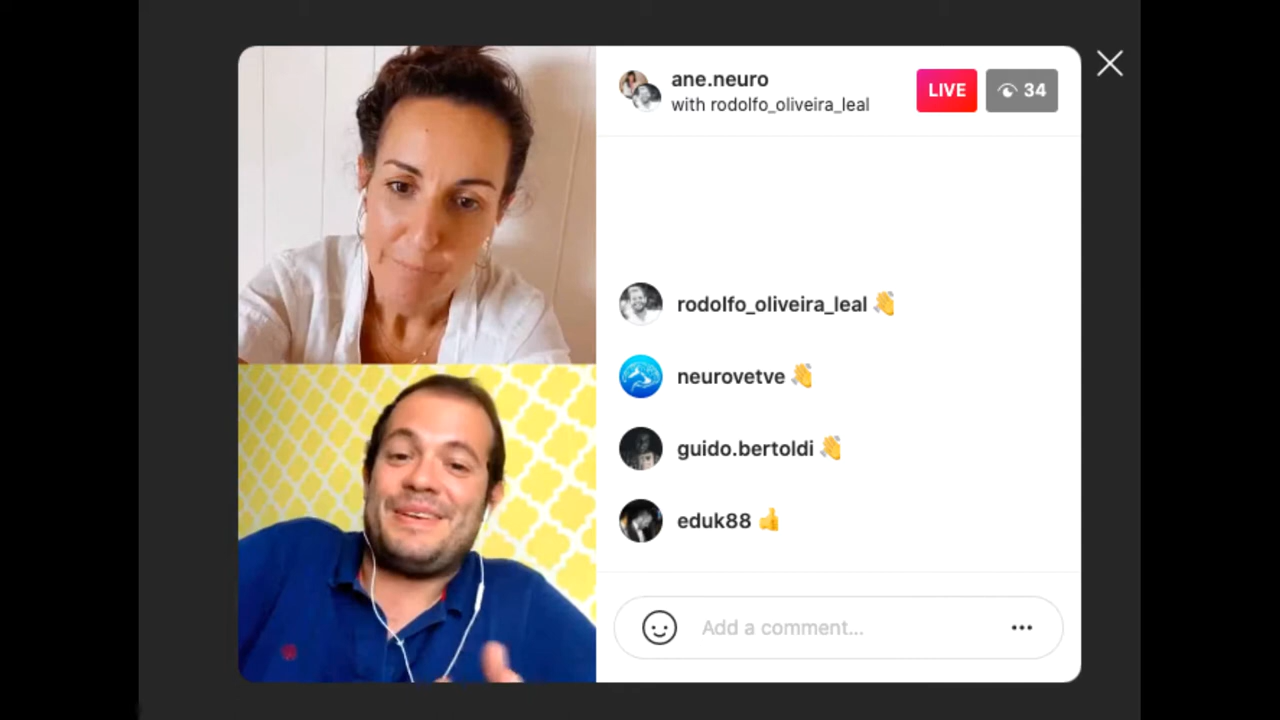 ane.neuro
with rodolfo_oliveira_leal
LIVE
34
rodolfo_oliveira_leal 👏
neurovetve 👏
guido.bertoldi 👏
eduk88 👍
Add a comment...